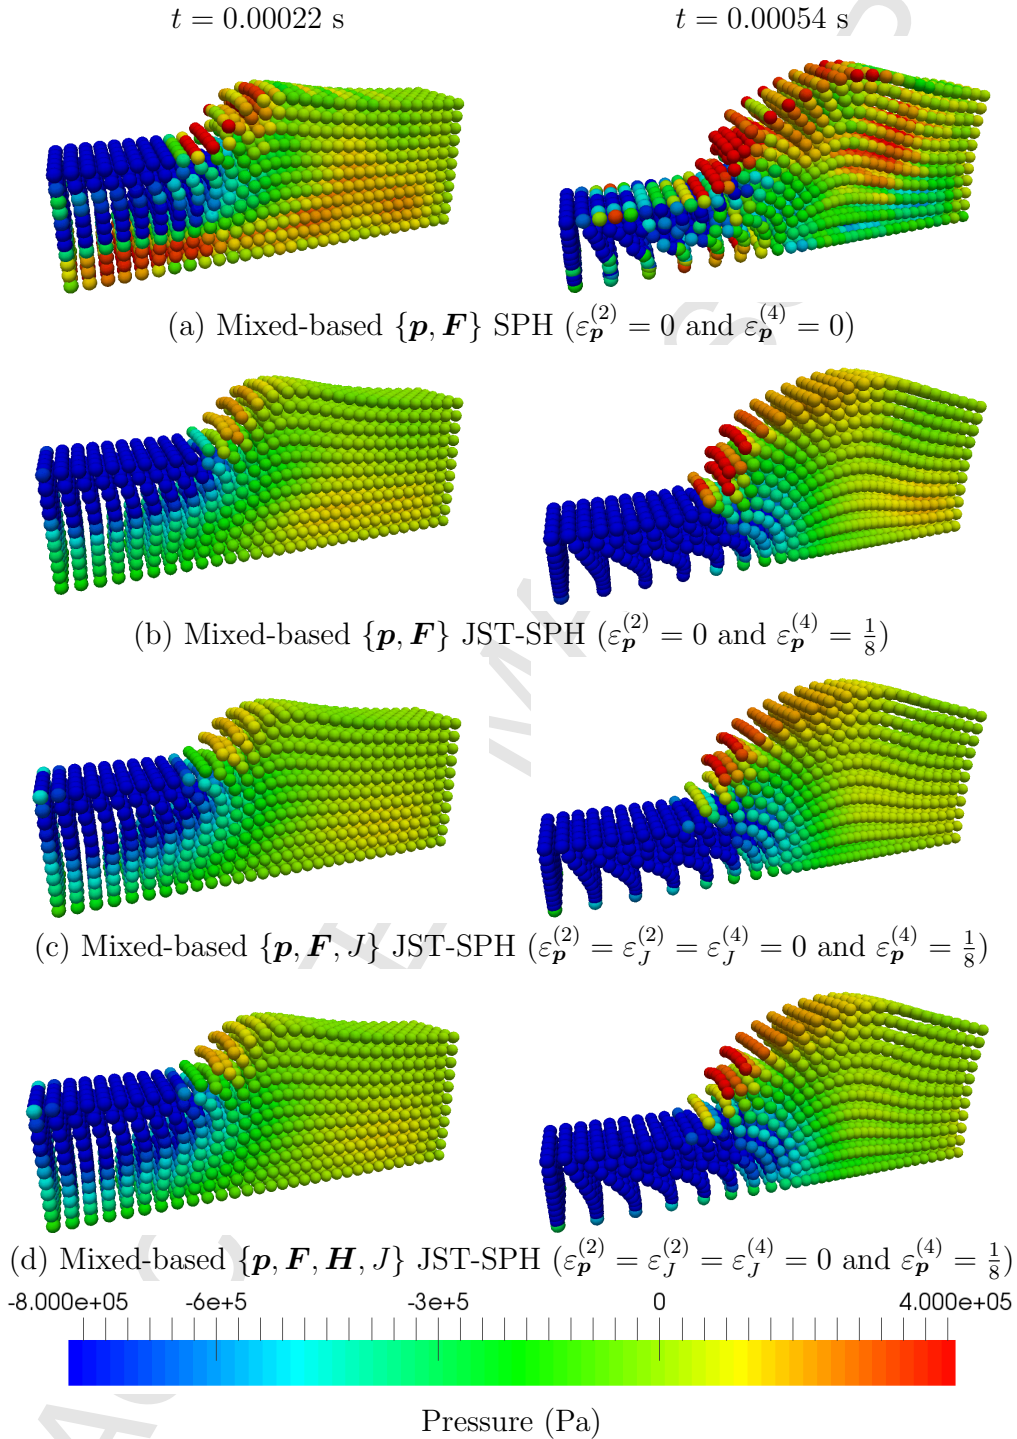 t = 0.00022 s t = 0.00054 s
(a) Mixed-based {p, F} SPH (ε_p^(2) = 0 and ε_p^(4) = 0)
(b) Mixed-based {p, F} JST-SPH (ε_p^(2) = 0 and ε_p^(4) = 1/8)
(c) Mixed-based {p, F, J} JST-SPH (ε_p^(2) = ε_J^(2) = ε_J^(4) = 0 and ε_p^(4) = 1/8)
(d) Mixed-based {p, F, H, J} JST-SPH (ε_p^(2) = ε_J^(2) = ε_J^(4) = 0 and ε_p^(4) = 1/8)
-8.000e+05 -6e+5 -3e+5 0 4.000e+05
Pressure (Pa)